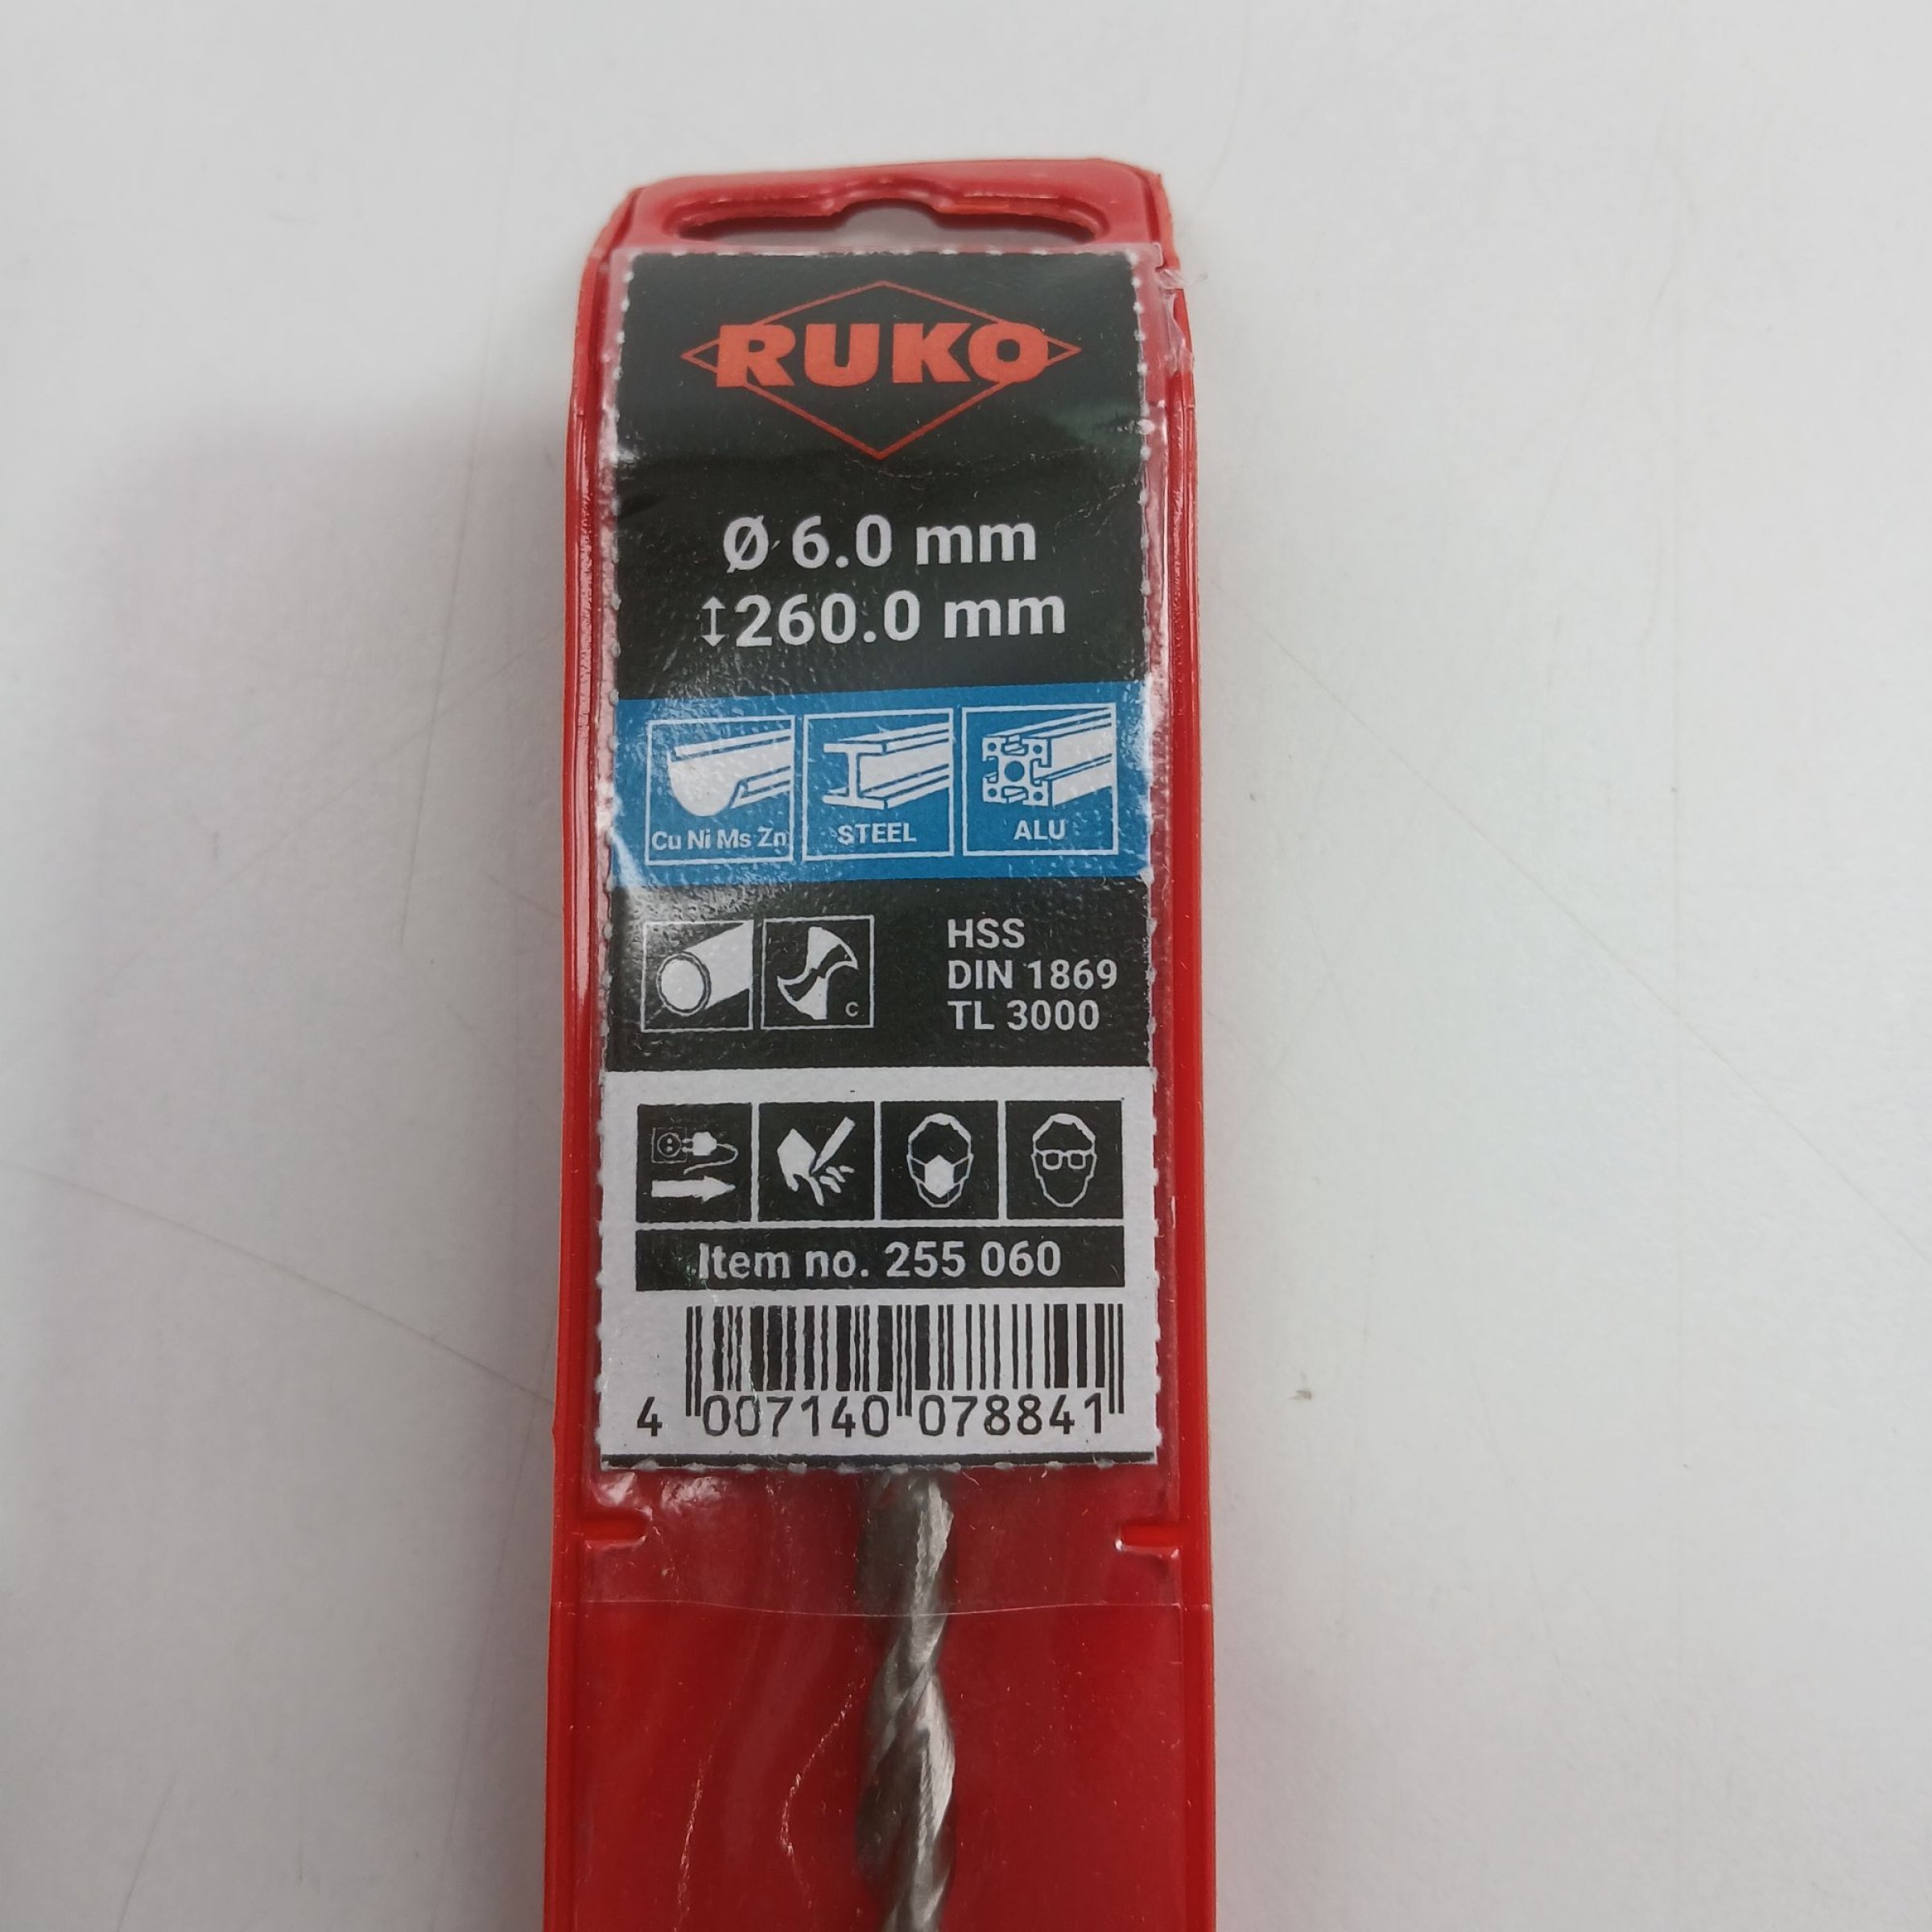 RUKO
Ø 6.0 mm
↕260.0 mm
Cu Ni Ms Zn
STEEL
ALU
C
HSS
DIN 1869
TL 3000
Item no. 255 060
4 007140 078841